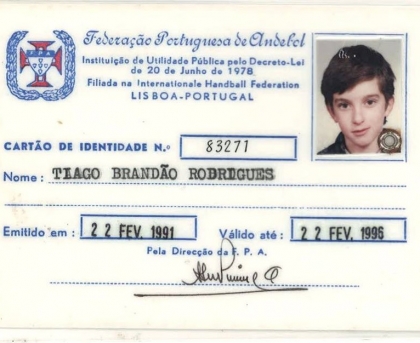 Federação Portuguesa de Andebol
Instituição de Utilidade Pública pelo Decreto-Lei
de 20 de Junho de 1978
Filiada na Internationale Handball Federation
LISBOA-PORTUGAL
CARTÃO DE IDENTIDADE N.º 83271
Nome: TIAGO BRANDÃO RODRIGUES
Emitido em: 22 FEV. 1991 Válido até: 22 FEV. 1996
Pela Direcção da F. P. A.